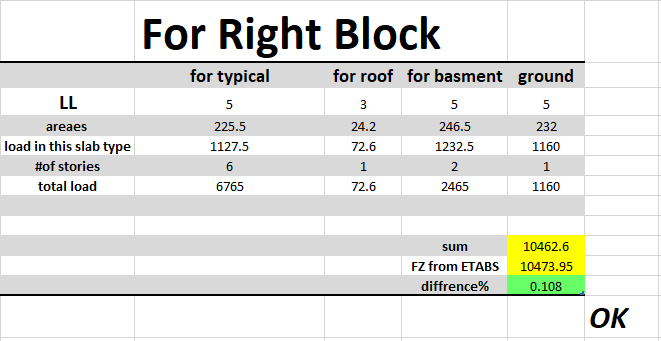 For Right Block
for typical for roof for basment ground
LL 5 3 5 5
areaes 225.5 24.2 246.5 232
load in this slab type 1127.5 72.6 1232.5 1160
#of stories 6 1 2 1
total load 6765 72.6 2465 1160
sum 10462.6
FZ from ETABS 10473.95
diffrence% 0.108
OK